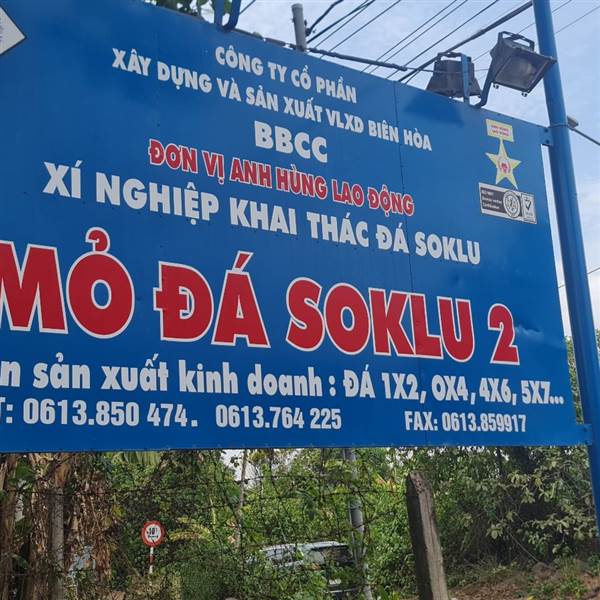 CÔNG TY CỔ PHẦN
XÂY DỰNG VÀ SẢN XUẤT VLXD BIÊN HÒA
BBCC
ĐƠN VỊ ANH HÙNG LAO ĐỘNG
XÍ NGHIỆP KHAI THÁC ĐÁ SOKLU
MỎ ĐÁ SOKLU 2
n sản xuất kinh doanh : ĐÁ 1X2, 0X4, 4X6, 5X7...
T: 0613.850 474. 0613.764 225 FAX: 0613.859917